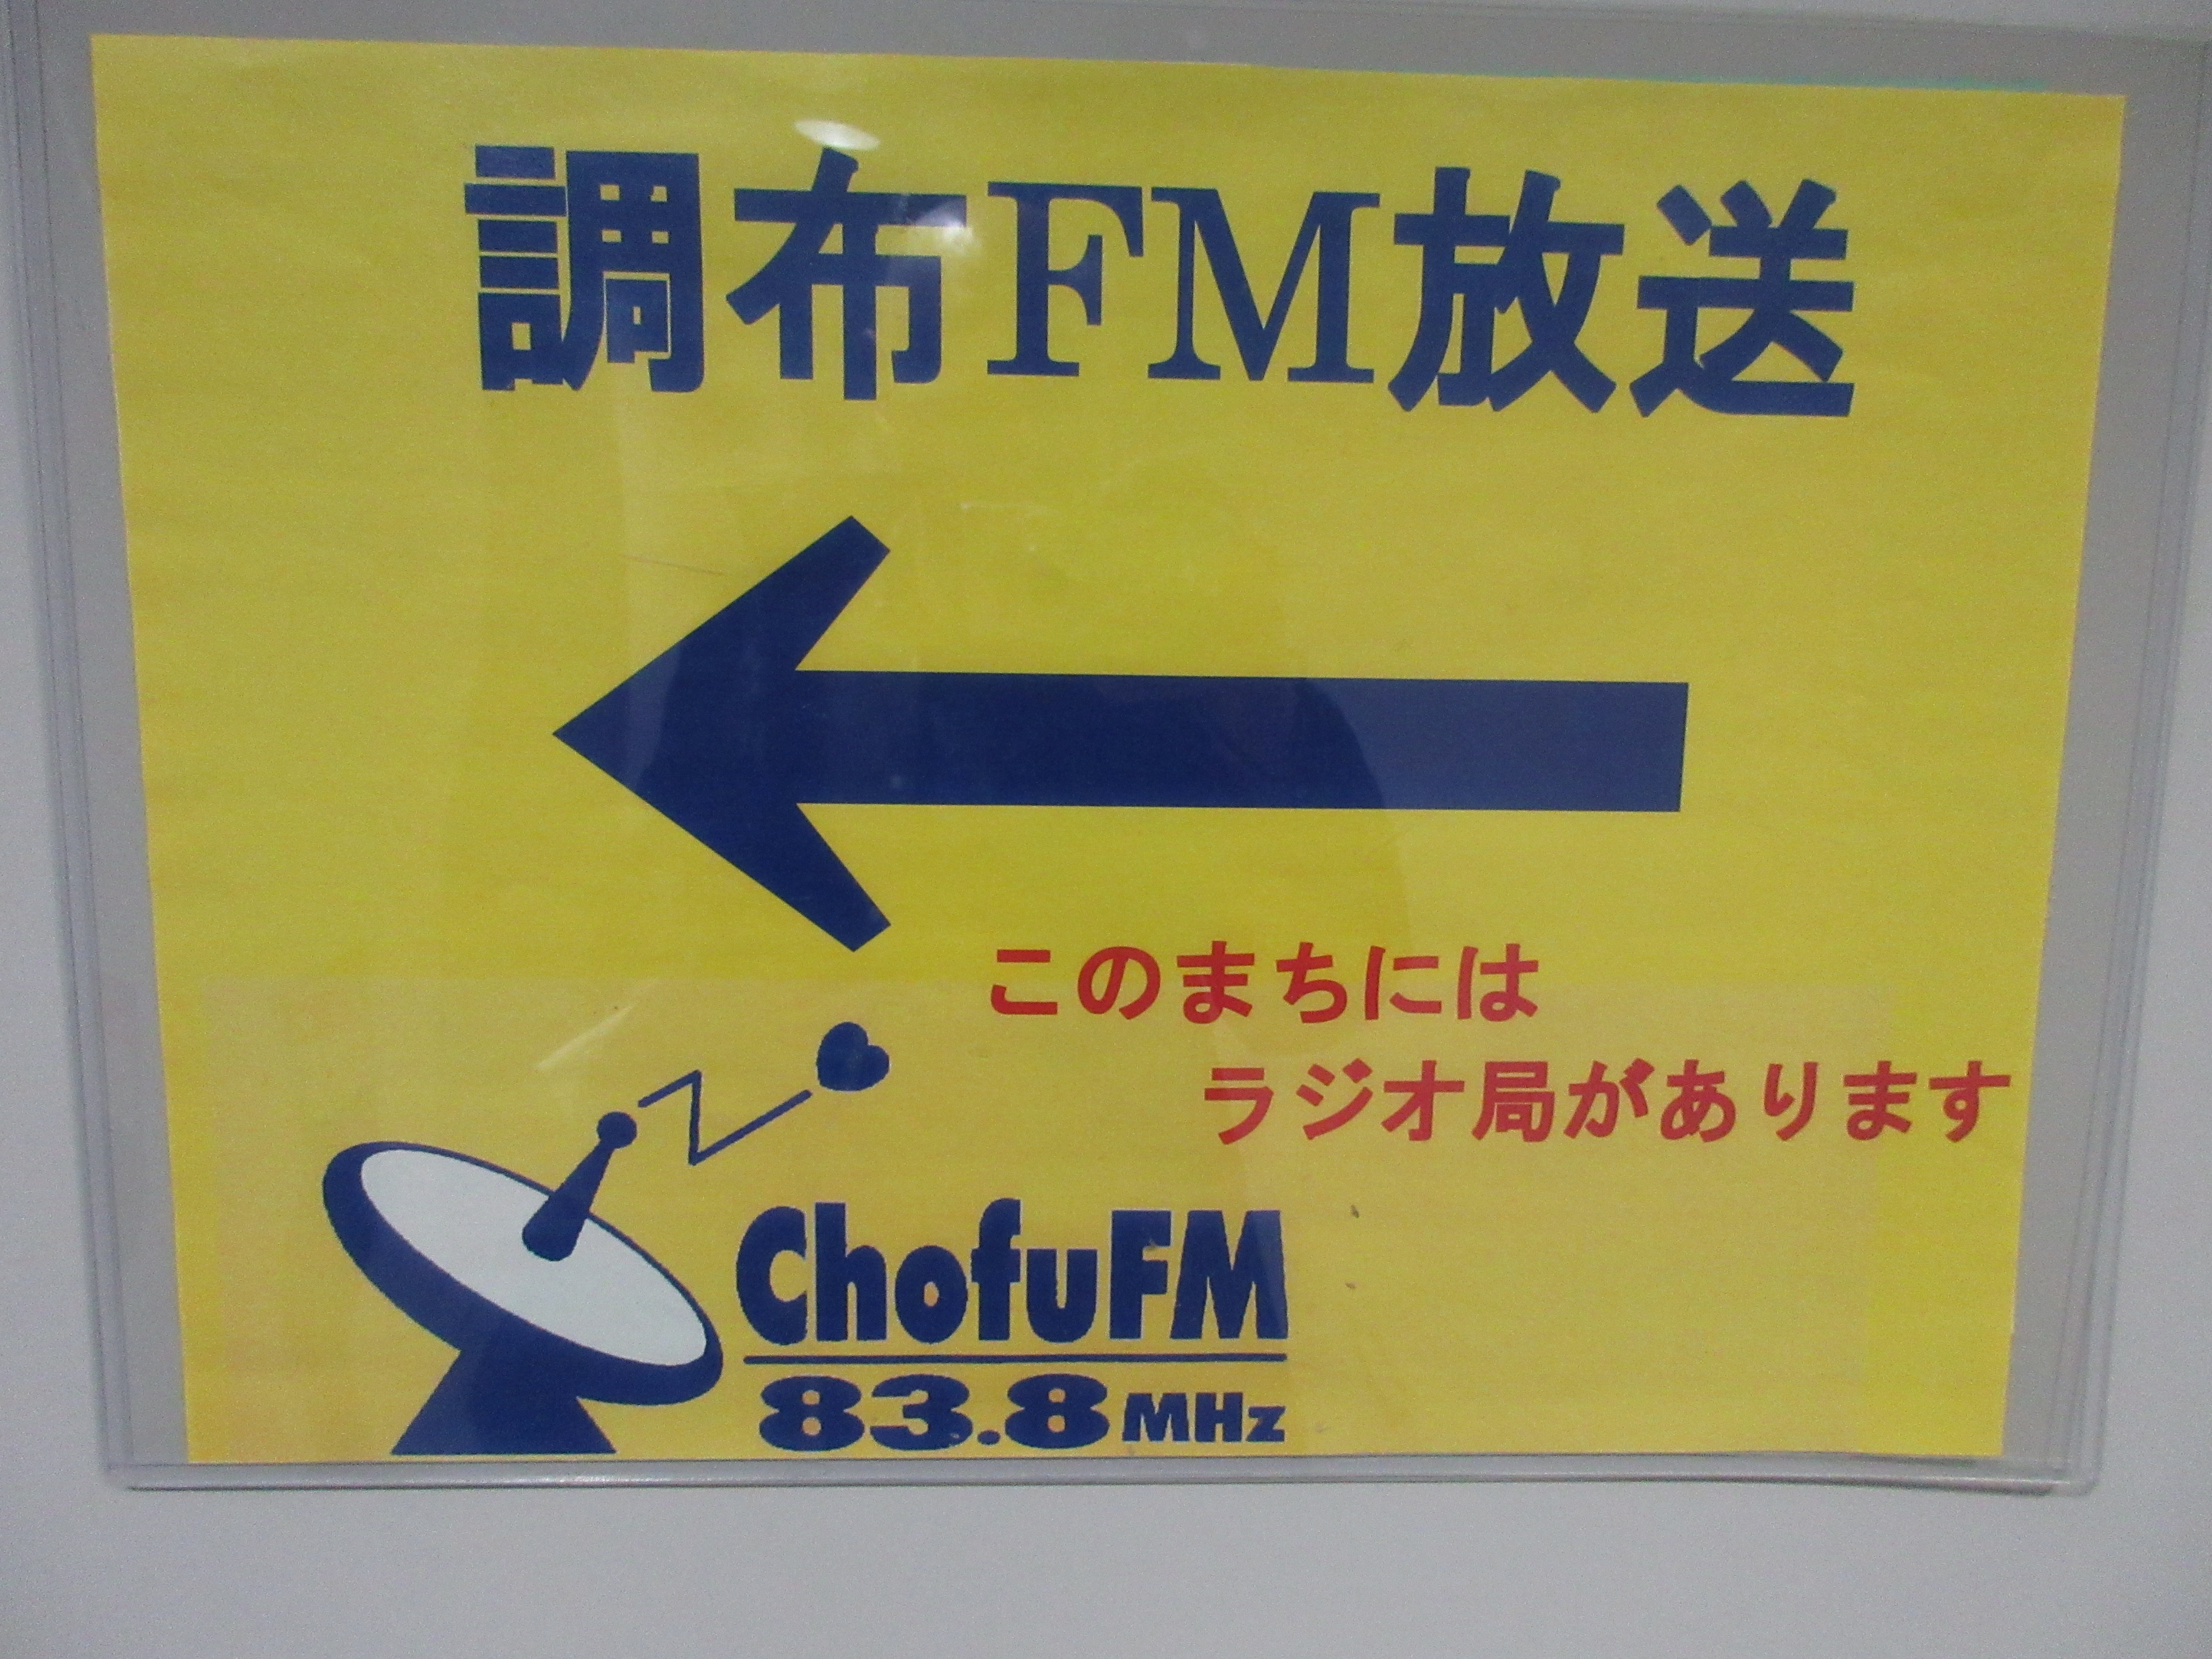 調布FM放送
このまちには
ラジオ局があります
ChofuFM
83.8MHz